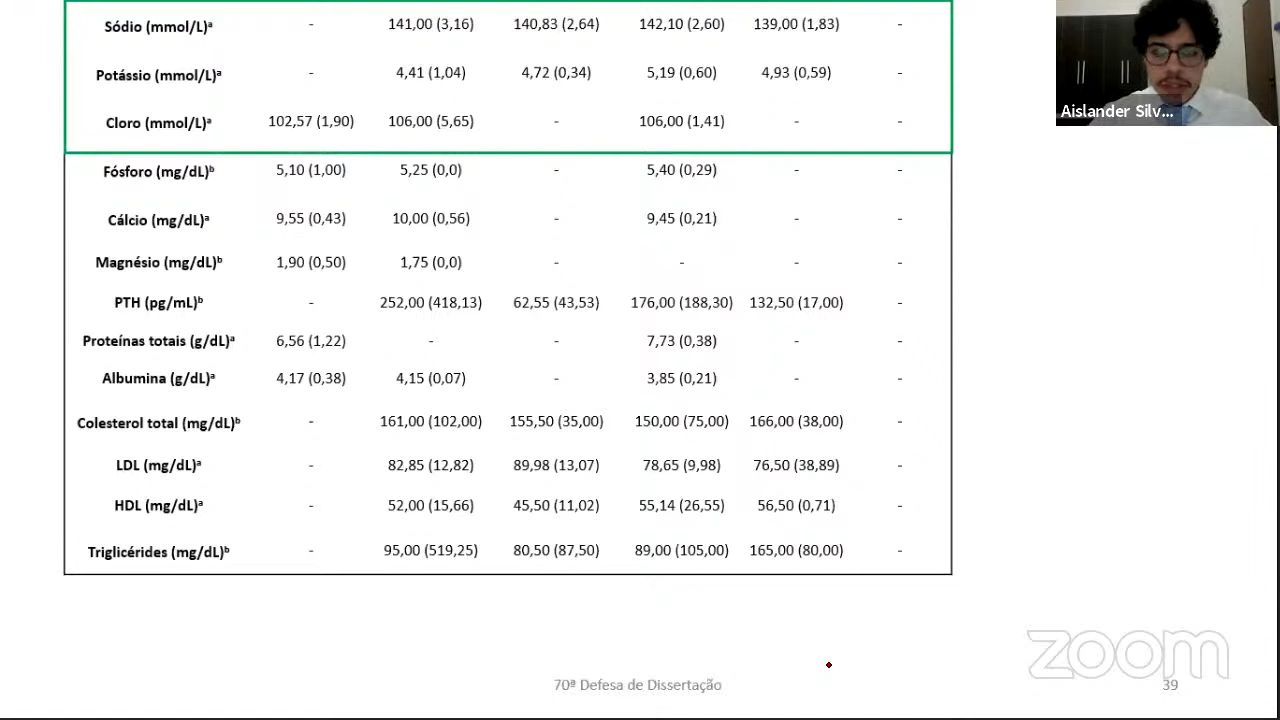 Sódio (mmol/L)ª - 141,00 (3,16) 140,83 (2,64) 142,10 (2,60) 139,00 (1,83) -
Potássio (mmol/L)ª - 4,41 (1,04) 4,72 (0,34) 5,19 (0,60) 4,93 (0,59) -
Cloro (mmol/L)ª 102,57 (1,90) 106,00 (5,65) - 106,00 (1,41) - -
Fósforo (mg/dL)ᵇ 5,10 (1,00) 5,25 (0,0) - 5,40 (0,29) - -
Cálcio (mg/dL)ª 9,55 (0,43) 10,00 (0,56) - 9,45 (0,21) - -
Magnésio (mg/dL)ᵇ 1,90 (0,50) 1,75 (0,0) - - - -
PTH (pg/mL)ᵇ - 252,00 (418,13) 62,55 (43,53) 176,00 (188,30) 132,50 (17,00) -
Proteínas totais (g/dL)ª 6,56 (1,22) - - 7,73 (0,38) - -
Albumina (g/dL)ª 4,17 (0,38) 4,15 (0,07) - 3,85 (0,21) - -
Colesterol total (mg/dL)ᵇ - 161,00 (102,00) 155,50 (35,00) 150,00 (75,00) 166,00 (38,00) -
LDL (mg/dL)ª - 82,85 (12,82) 89,98 (13,07) 78,65 (9,98) 76,50 (38,89) -
HDL (mg/dL)ª - 52,00 (15,66) 45,50 (11,02) 55,14 (26,55) 56,50 (0,71) -
Triglicérides (mg/dL)ᵇ - 95,00 (519,25) 80,50 (87,50) 89,00 (105,00) 165,00 (80,00) -
Aislander Silv...
zoom
70ª Defesa de Dissertação
39